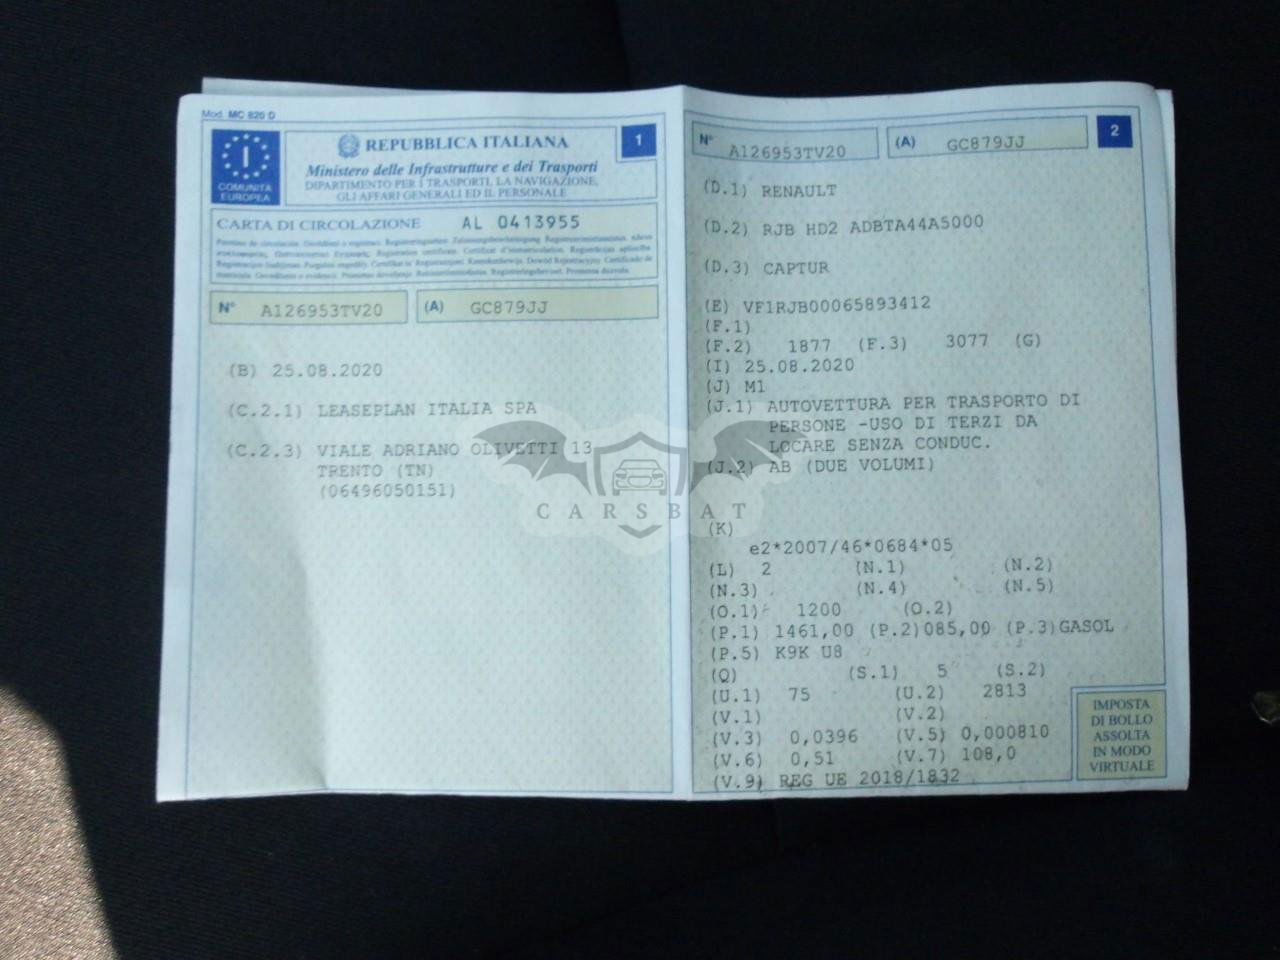 Mod. MC 820 D
I
COMUNITÀ
EUROPEA
REPUBBLICA ITALIANA
Ministero delle Infrastrutture e dei Trasporti
DIPARTIMENTO PER I TRASPORTI, LA NAVIGAZIONE,
GLI AFFARI GENERALI ED IL PERSONALE
1
CARTA DI CIRCOLAZIONE AL 0413955
N° A126953TV20 (A) GC879JJ
(B) 25.08.2020
(C.2.1) LEASEPLAN ITALIA SPA
(C.2.3) VIALE ADRIANO OLIVETTI 13
TRENTO (TN)
(06496050151)
N° A126953TV20 (A) GC879JJ
2
(D.1) RENAULT
(D.2) RJB HD2 ADBTA44A5000
(D.3) CAPTUR
(E) VF1RJB00065893412
(F.1)
(F.2) 1877 (F.3) 3077 (G)
(I) 25.08.2020
(J) M1
(J.1) AUTOVETTURA PER TRASPORTO DI
PERSONE -USO DI TERZI DA
LOCARE SENZA CONDUC.
(J.2) AB (DUE VOLUMI)
(K)
e2*2007/46*0684*05
(L) 2 (N.1) (N.2)
(N.3) (N.4) (N.5)
(O.1) 1200 (O.2)
(P.1) 1461,00 (P.2)085,00 (P.3)GASOL
(P.5) K9K U8
(Q) (S.1) 5 (S.2)
(U.1) 75 (U.2) 2813
(V.1) (V.2)
(V.3) 0,0396 (V.5) 0,000810
(V.6) 0,51 (V.7) 108,0
(V.9) REG UE 2018/1832
IMPOSTA
DI BOLLO
ASSOLTA
IN MODO
VIRTUALE
CARSBAT